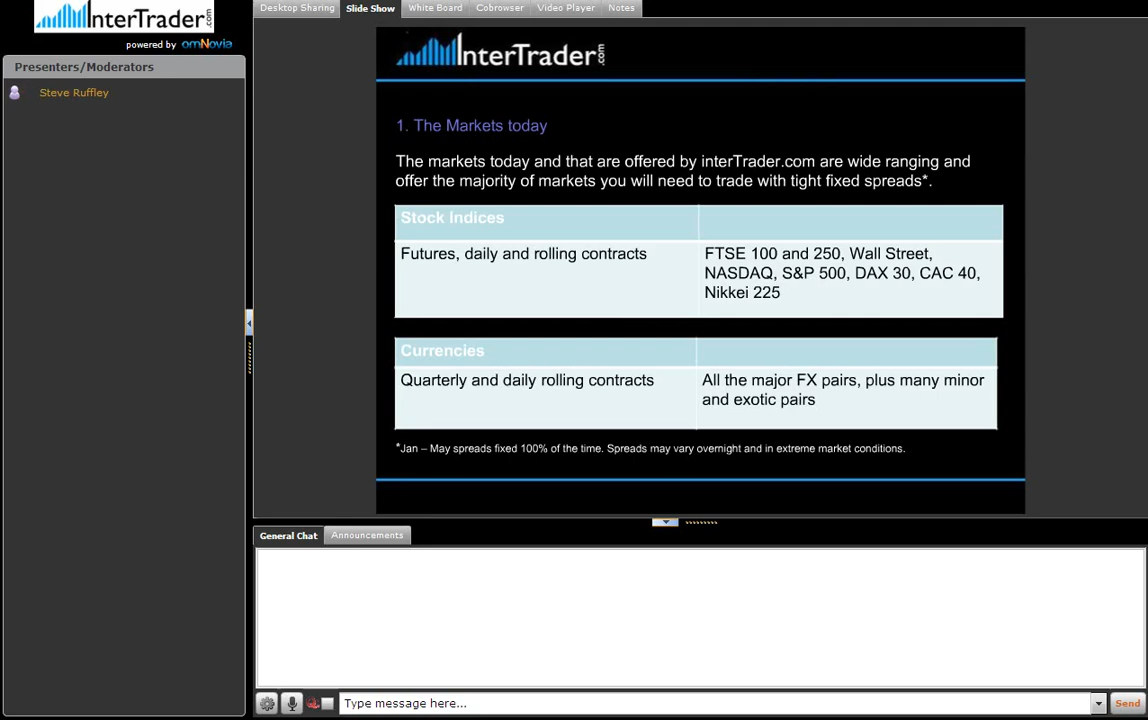 InterTrader.com
powered by omNovia
Presenters/Moderators
Steve Ruffley
Desktop Sharing
Slide Show
White Board
Cobrowser
Video Player
Notes
InterTrader.com
1. The Markets today
The markets today and that are offered by interTrader.com are wide ranging and
offer the majority of markets you will need to trade with tight fixed spreads*.
Stock Indices
Futures, daily and rolling contracts
FTSE 100 and 250, Wall Street,
NASDAQ, S&P 500, DAX 30, CAC 40,
Nikkei 225
Currencies
Quarterly and daily rolling contracts
All the major FX pairs, plus many minor
and exotic pairs
*Jan – May spreads fixed 100% of the time. Spreads may vary overnight and in extreme market conditions.
General Chat
Announcements
Type message here...
Send